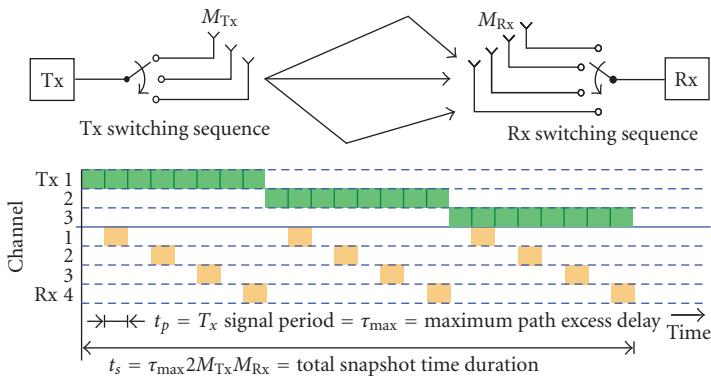 M_Tx
M_Rx
Tx
Rx
Tx switching sequence
Rx switching sequence
Channel
Tx 1
2
3
1
2
3
Rx 4
t_p = T_x signal period = τ_max = maximum path excess delay
Time
t_s = τ_max 2M_Tx M_Rx = total snapshot time duration